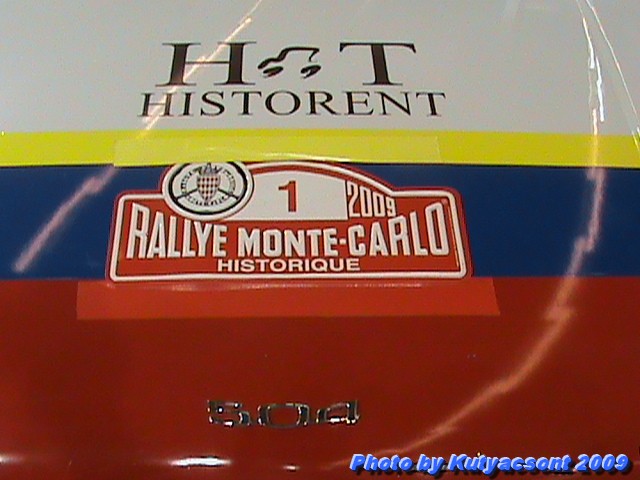 H T
HISTORENT
1
2009
RALLYE MONTE-CARLO
HISTORIQUE
504
Photo by Kutyacsont 2009